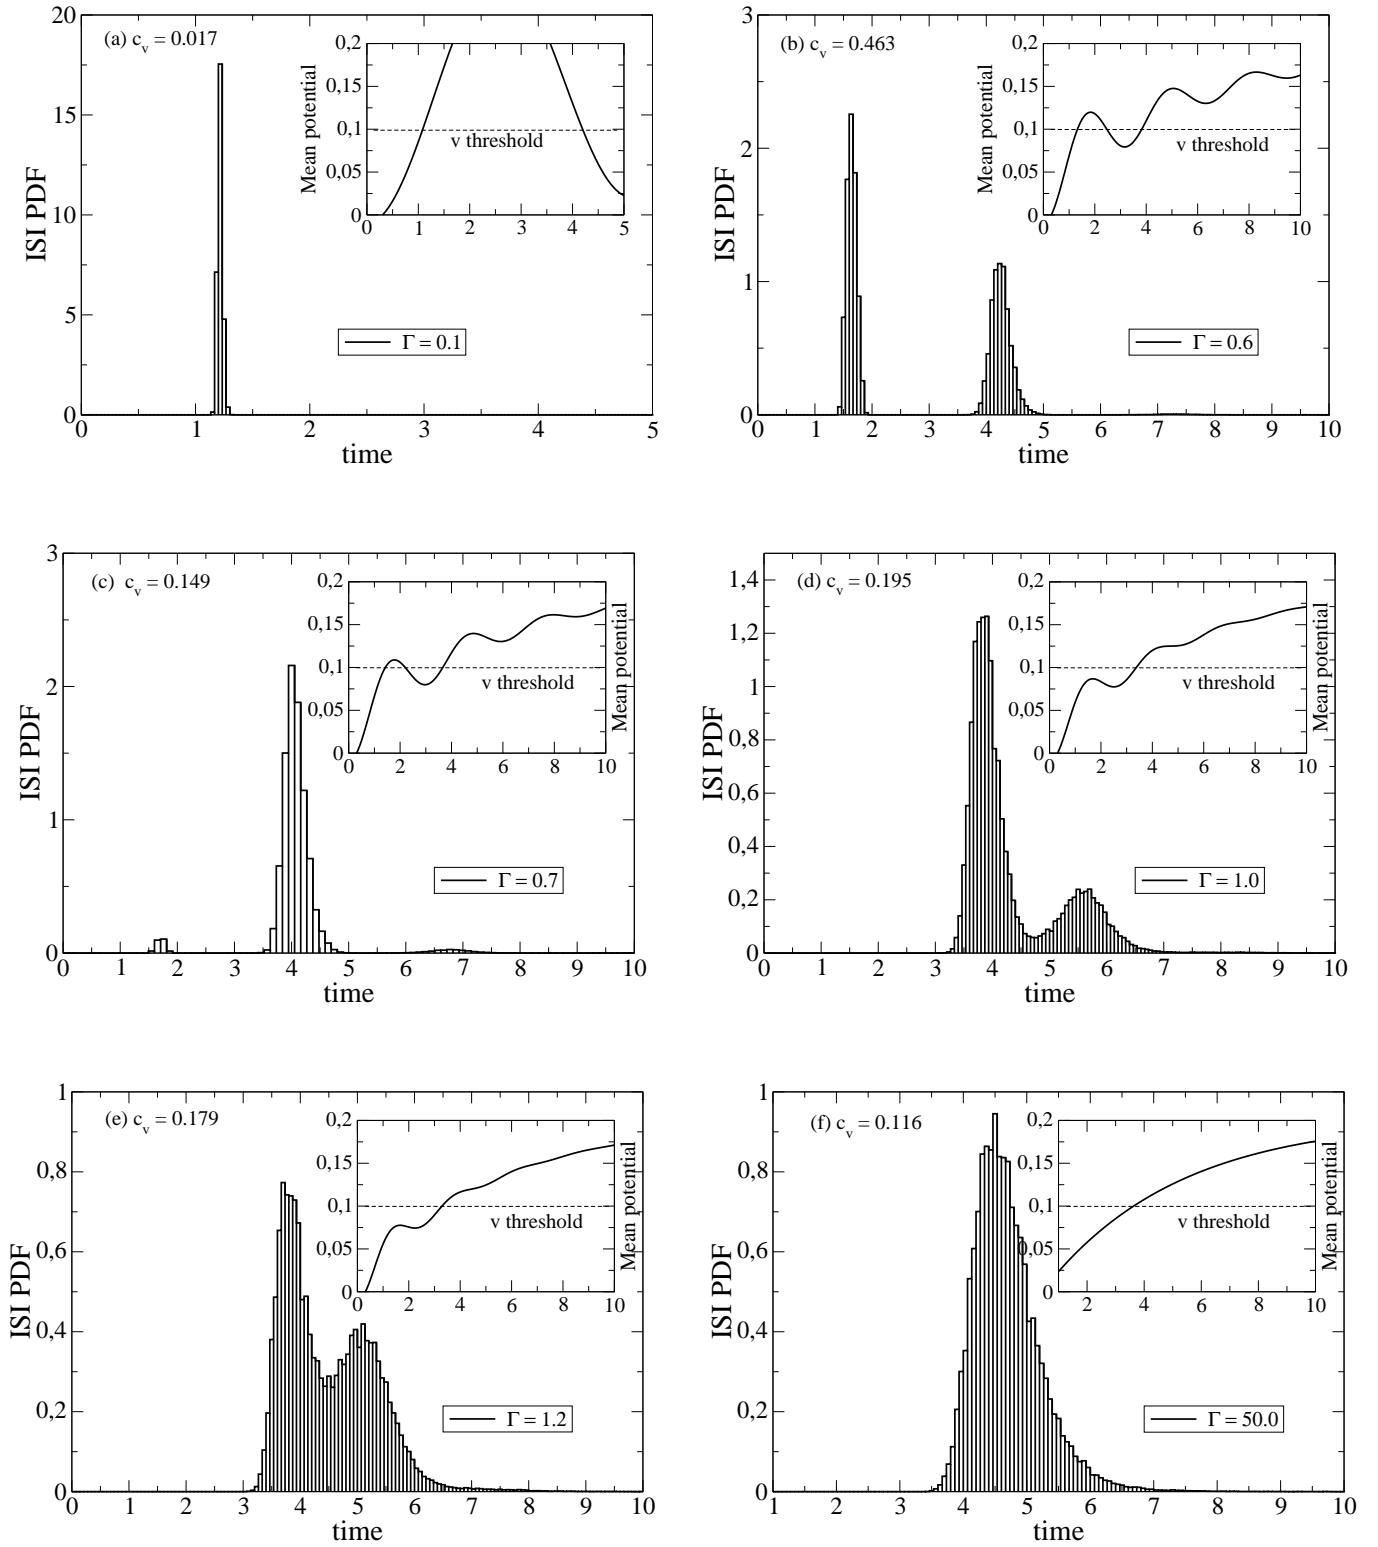 (a) c_v = 0.017
ISI PDF
20
15
10
5
0
0 1 2 3 4 5
time
Γ = 0.1
Mean potential
0,2
0,15
0,1
0,05
0
0 1 2 3 4 5
v threshold
(b) c_v = 0.463
ISI PDF
3
2
1
0
0 1 2 3 4 5 6 7 8 9 10
time
Γ = 0.6
Mean potential
0,2
0,15
0,1
0,05
0
0 2 4 6 8 10
v threshold
(c) c_v = 0.149
ISI PDF
3
2
1
0
0 1 2 3 4 5 6 7 8 9 10
time
Γ = 0.7
Mean potential
0,2
0,15
0,1
0,05
0
0 2 4 6 8 10
v threshold
(d) c_v = 0.195
ISI PDF
1,4
1,2
1
0,8
0,6
0,4
0,2
0
0 1 2 3 4 5 6 7 8 9 10
time
Γ = 1.0
Mean potential
0,2
0,15
0,1
0,05
0
0 2 4 6 8 10
v threshold
(e) c_v = 0.179
ISI PDF
1
0,8
0,6
0,4
0,2
0
0 1 2 3 4 5 6 7 8 9 10
time
Γ = 1.2
Mean potential
0,2
0,15
0,1
0,05
0
0 2 4 6 8 10
v threshold
(f) c_v = 0.116
ISI PDF
1
0,8
0,6
0,4
0,2
0
1 2 3 4 5 6 7 8 9 10
time
Γ = 50.0
Mean potential
0,2
0,15
0,1
0,05
0
2 4 6 8 10
v threshold